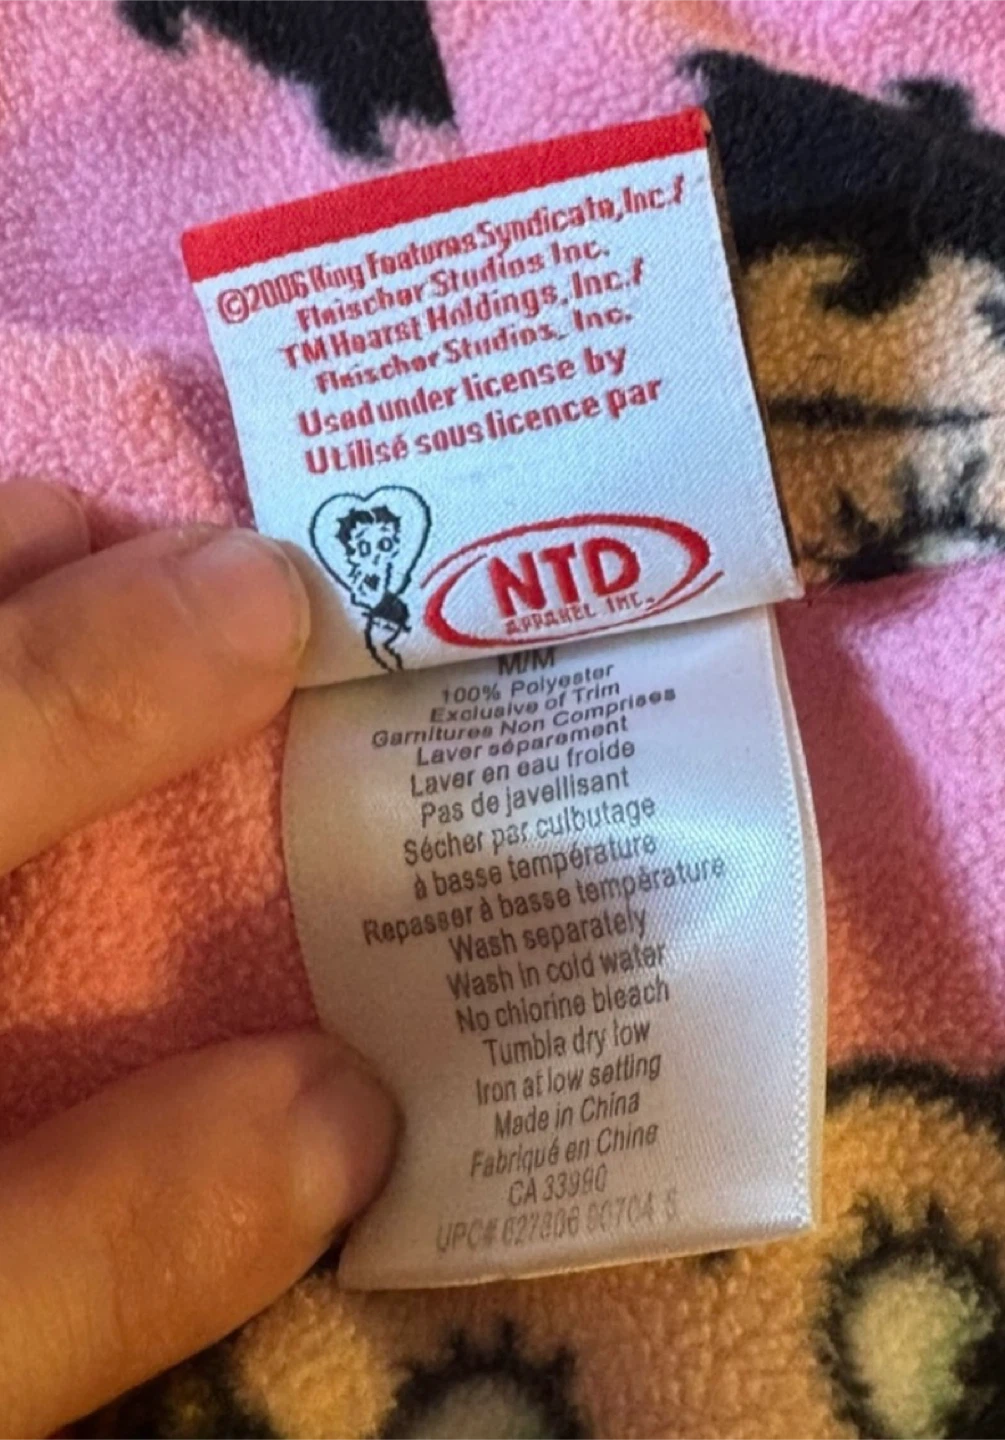 ©2006 King Features Syndicate, Inc./
Fleischer Studios Inc.
TM Hearst Holdings, Inc./
Fleischer Studios, Inc.
Used under license by
Utilisé sous licence par
NTD
APPAREL INC.
M/M
100% Polyester
Exclusive of Trim
Garnitures Non Comprises
Laver séparement
Laver en eau froide
Pas de javellisant
Sécher par culbutage
à basse température
Repasser à basse température
Wash separately
Wash in cold water
No chlorine bleach
Tumble dry low
Iron at low setting
Made in China
Fabriqué en Chine
CA 33980
UPC# 627806